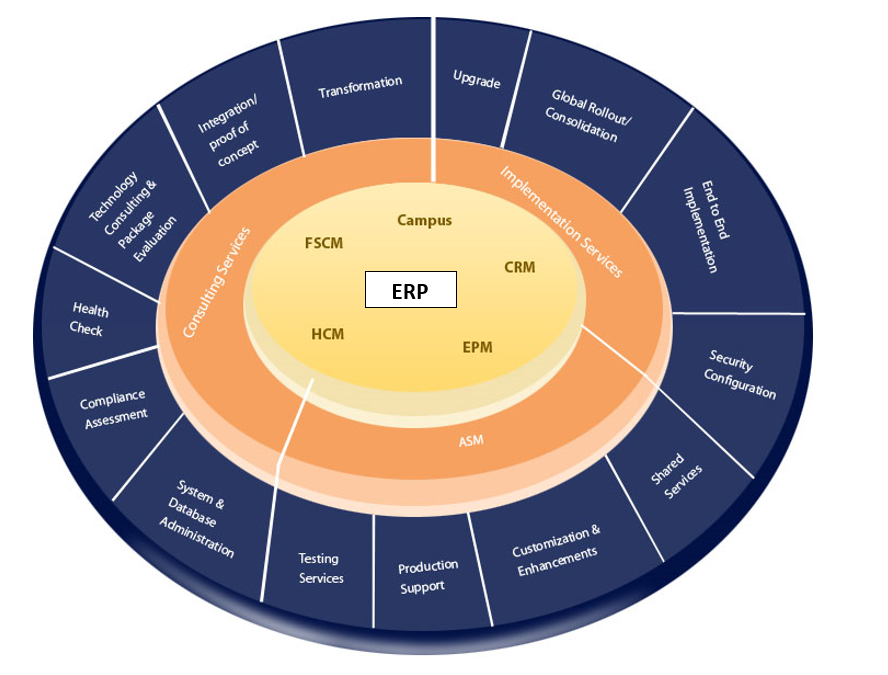 Transformation
Upgrade
Global Rollout/
Consolidation
End to End
Implementation
Security
Configuration
Shared
Services
Customization &
Enhancements
Production
Support
Testing
Services
System &
Database
Administration
Compliance
Assessment
Health
Check
Technology
Consulting &
Package
Evaluation
Integration/
proof of
concept
Consulting Services
Implementation Services
ASM
Campus
FSCM
CRM
ERP
HCM
EPM